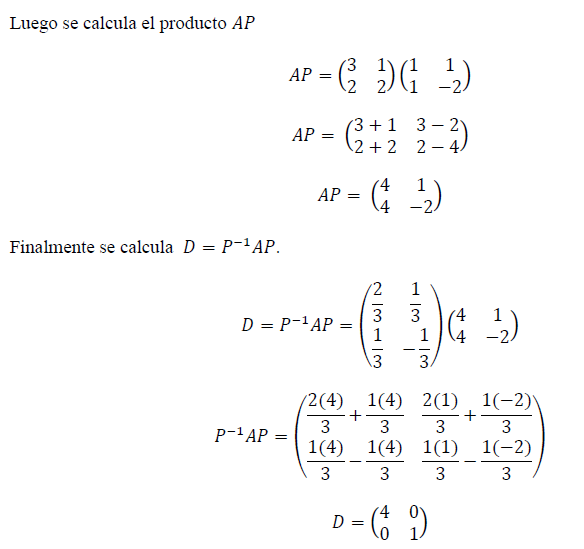 Luego se calcula el producto AP
AP = (3 1
2 2)(1 1
1 −2)
AP = (3 + 1 3 − 2
2 + 2 2 − 4)
AP = (4 1
4 −2)
Finalmente se calcula D = P⁻¹AP.
D = P⁻¹AP = (2/3 1/3
1/3 −1/3)(4 1
4 −2)
P⁻¹AP = (2(4)/3 + 1(4)/3 2(1)/3 + 1(−2)/3
1(4)/3 − 1(4)/3 1(1)/3 − 1(−2)/3)
D = (4 0
0 1)